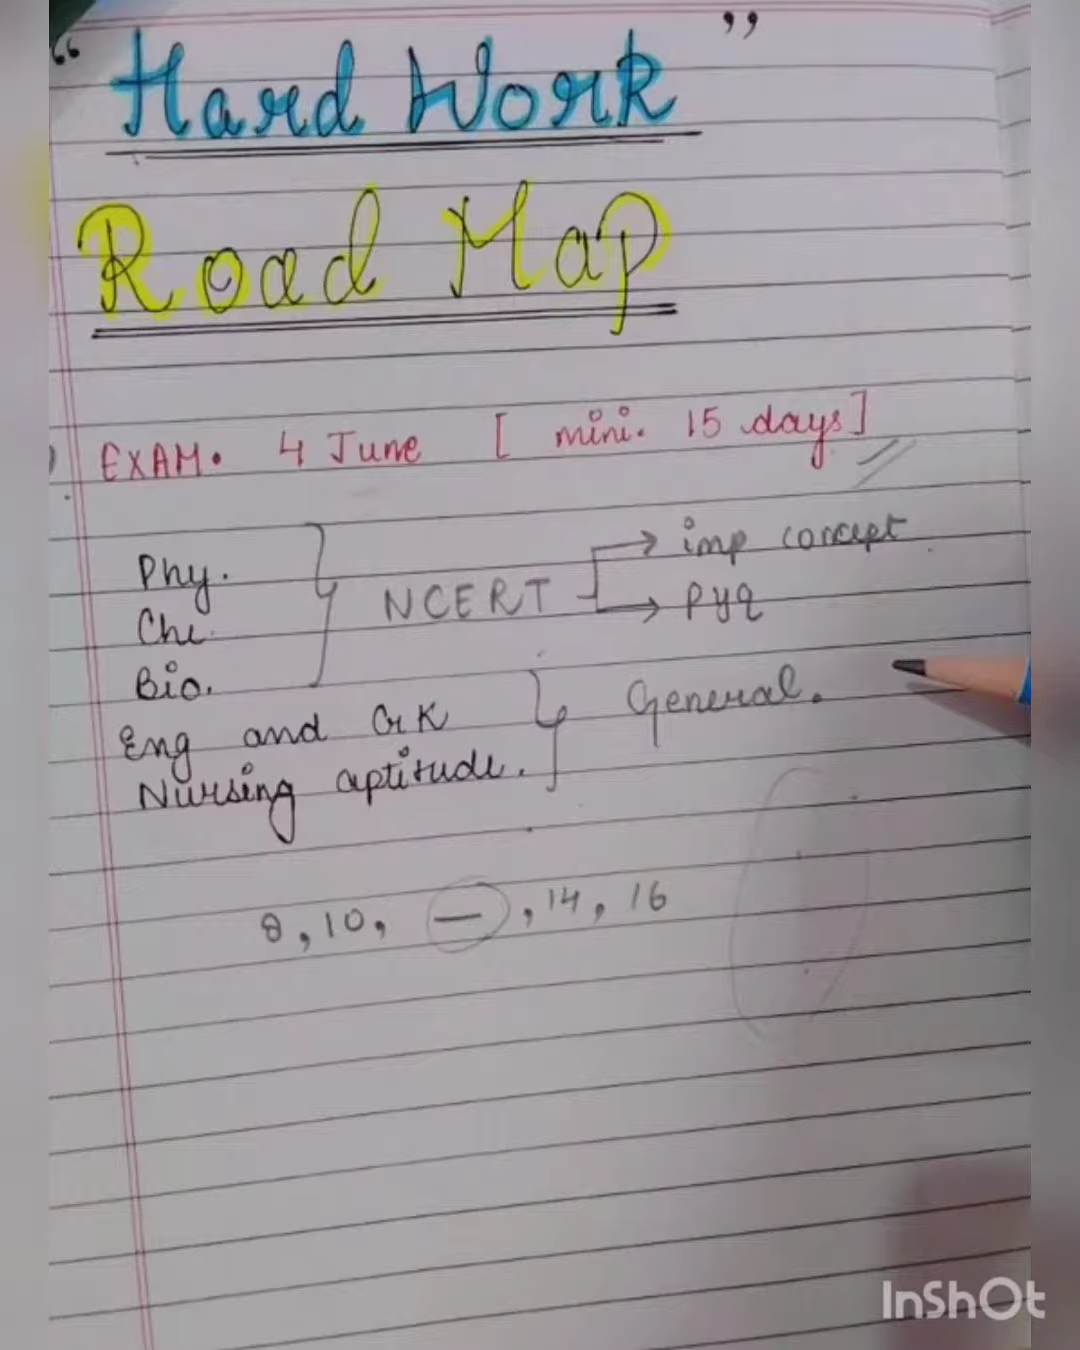 “ Hard Work ”
Road Map
EXAM. 4 June [ mini. 15 days ]
Phy.
Che.
Bio.
NCERT → imp concept
→ PYQ
Eng and GK
Nursing aptitude.
General.
8, 10, — , 14, 16
InShOt